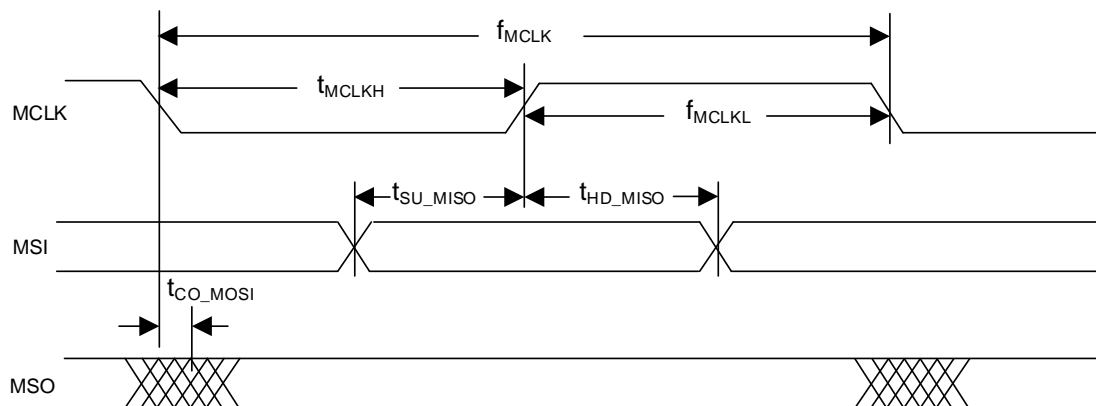 fMCLK
tMCLKH
MCLK
fMCLKL
tSU_MISO
tHD_MISO
MSI
tCO_MOSI
MSO